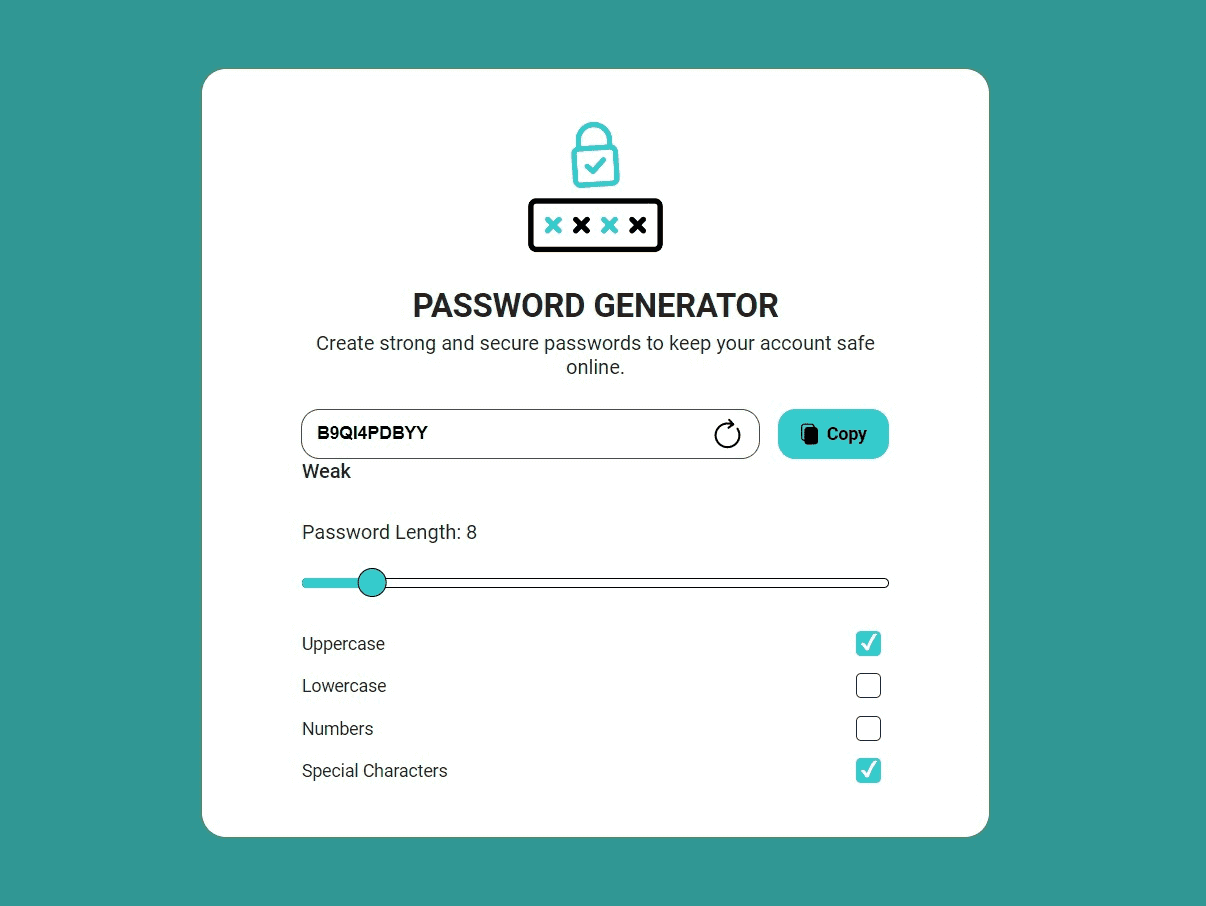 PASSWORD GENERATOR
Create strong and secure passwords to keep your account safe
online.
B9QI4PDBYY
Copy
Weak
Password Length: 8
Uppercase
Lowercase
Numbers
Special Characters